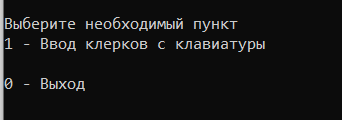 Выберите необходимый пункт
1 - Ввод клерков с клавиатуры
0 - Выход